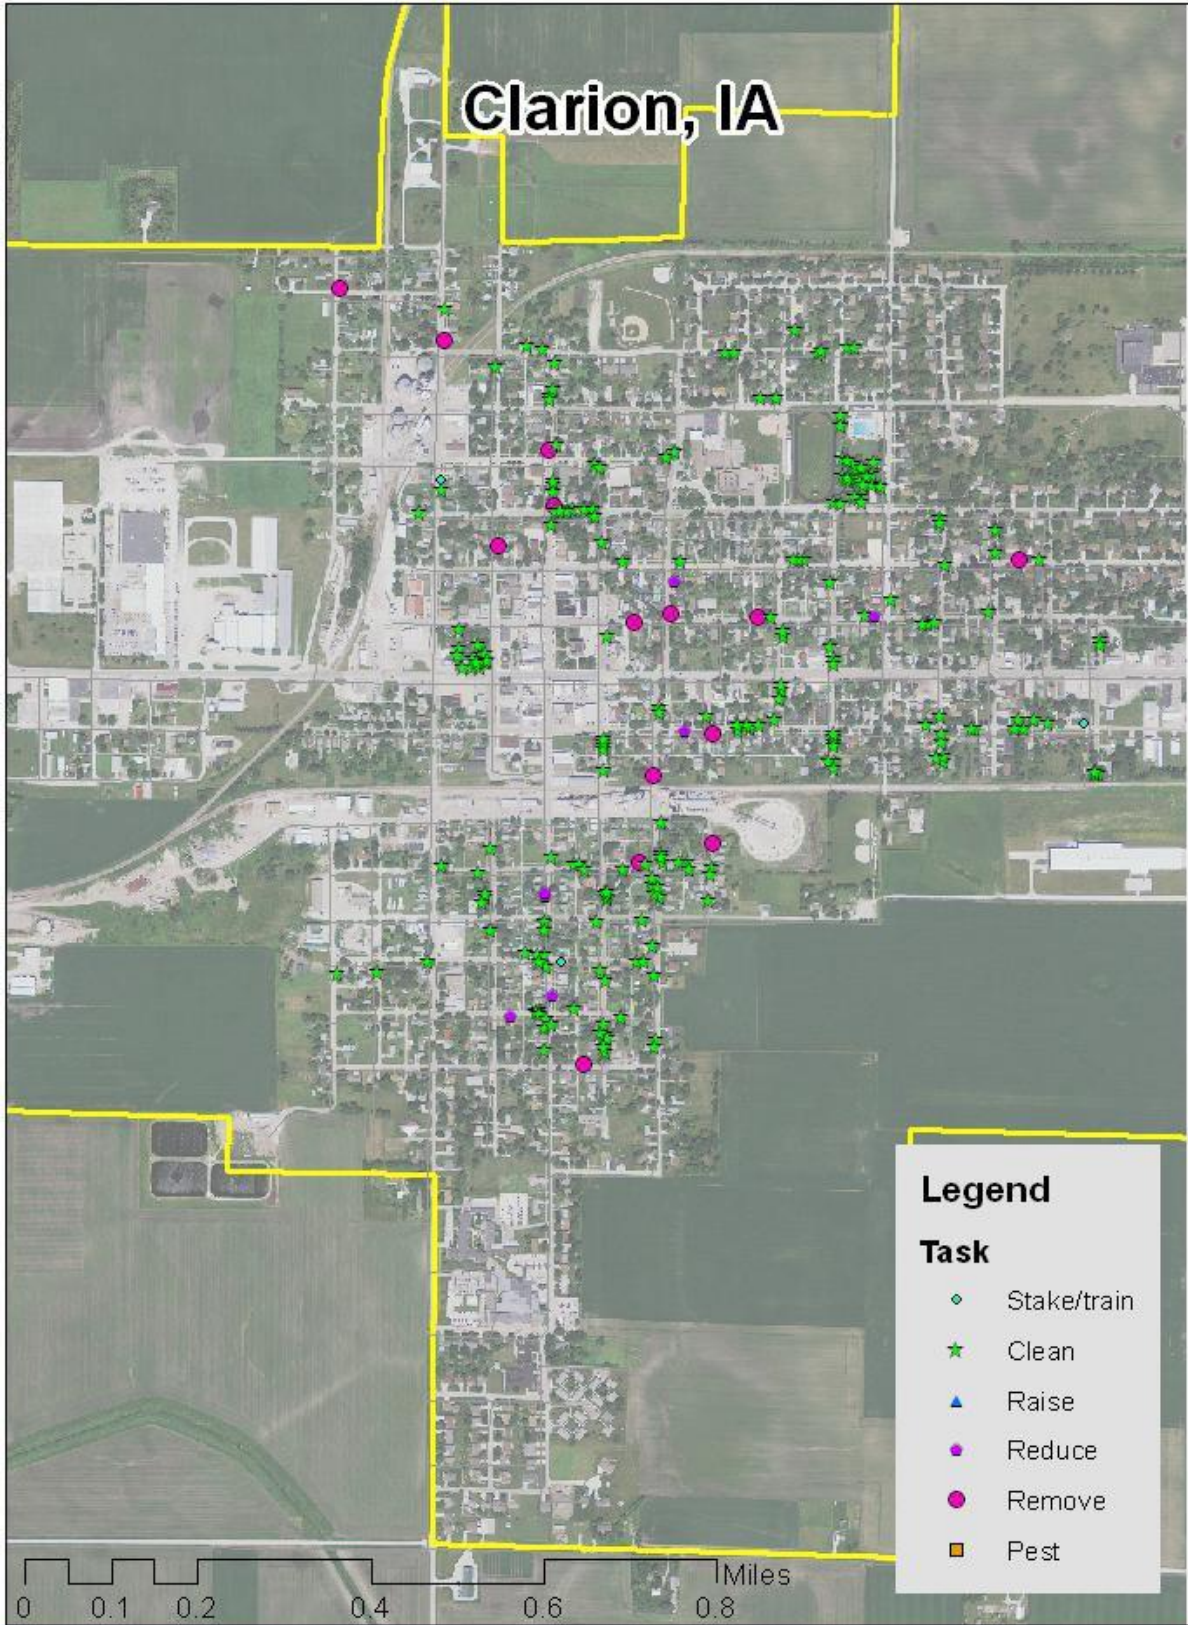 Clarion, IA
Legend
Task
Stake/train
Clean
Raise
Reduce
Remove
Pest
Miles
0 0.1 0.2 0.4 0.6 0.8